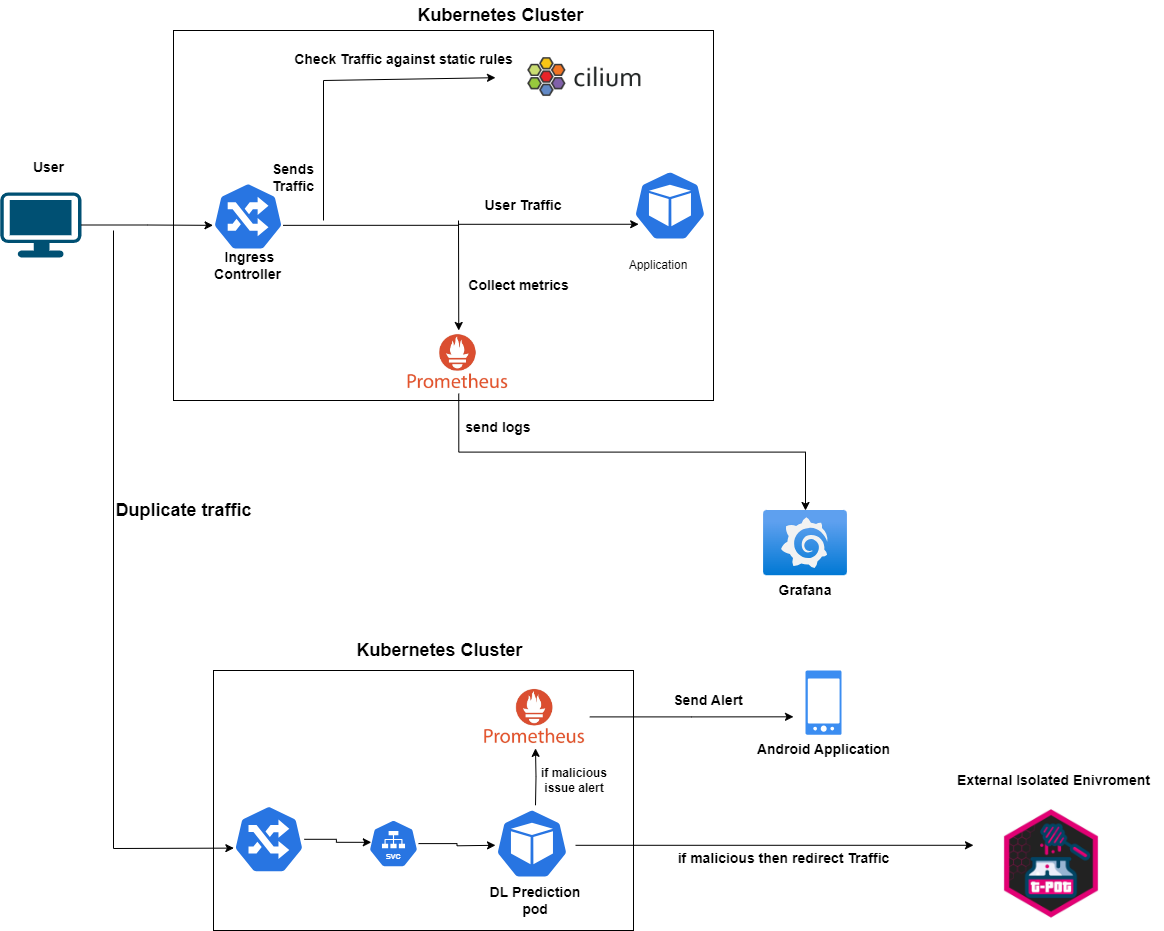 Kubernetes Cluster
Check Traffic against static rules
cilium
User
Sends
Traffic
User Traffic
Ingress
Controller
Application
Collect metrics
Prometheus
send logs
Duplicate traffic
Grafana
Kubernetes Cluster
Send Alert
Prometheus
Android Application
if malicious
issue alert
External Isolated Enivroment
SVC
if malicious then redirect Traffic
t-pot
DL Prediction
pod